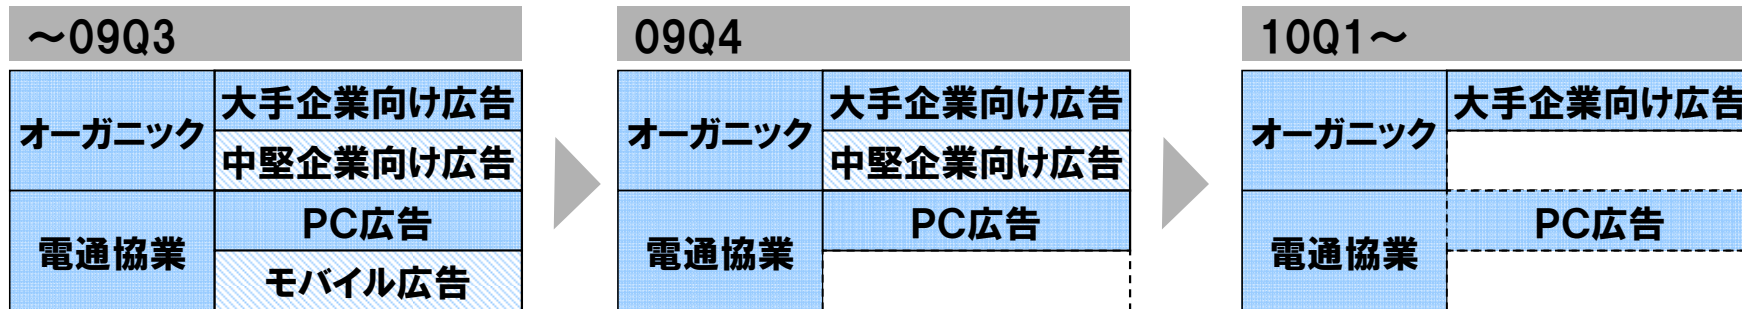 ～09Q3
オーガニック
大手企業向け広告
中堅企業向け広告
電通協業
PC広告
モバイル広告
09Q4
オーガニック
大手企業向け広告
中堅企業向け広告
電通協業
PC広告
10Q1～
オーガニック
大手企業向け広告
電通協業
PC広告